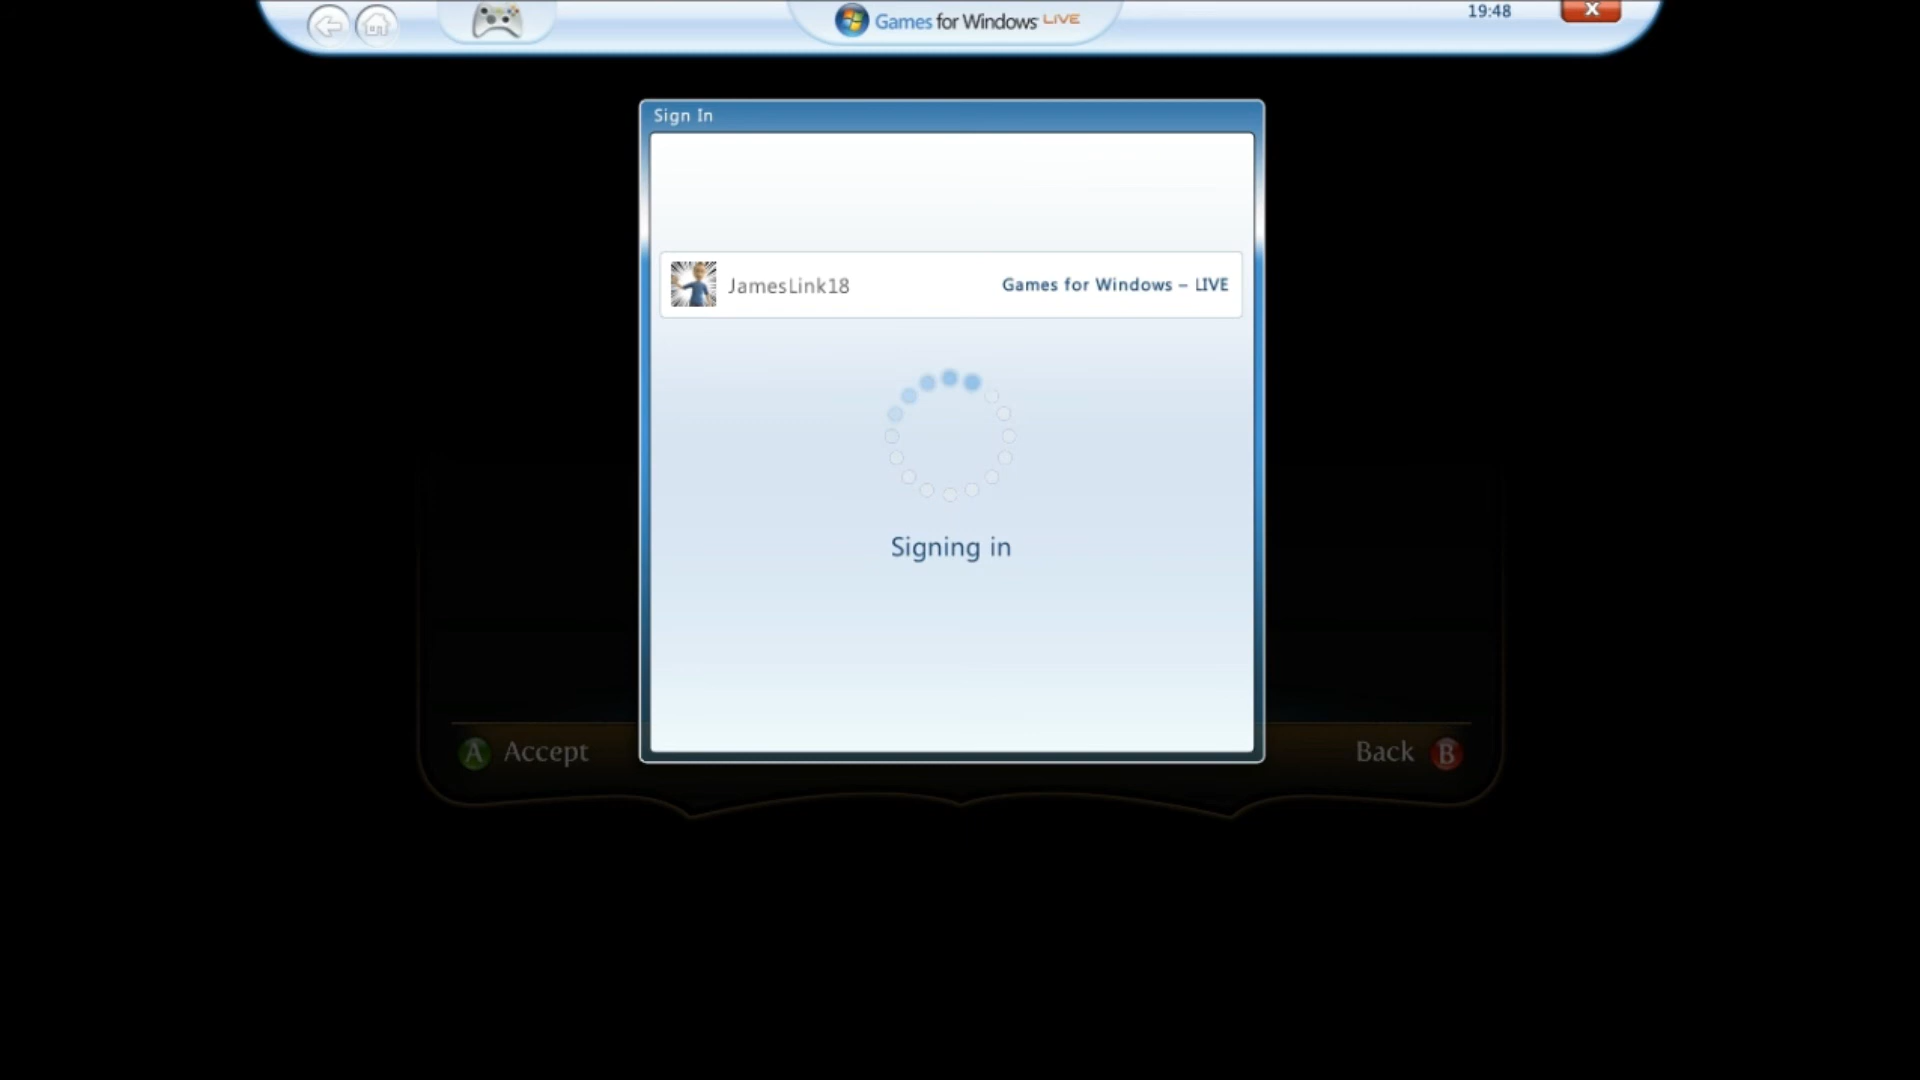 Games for Windows LIVE
19:48
X
Sign In
JamesLink18
Games for Windows – LIVE
Signing in
A Accept
Back B